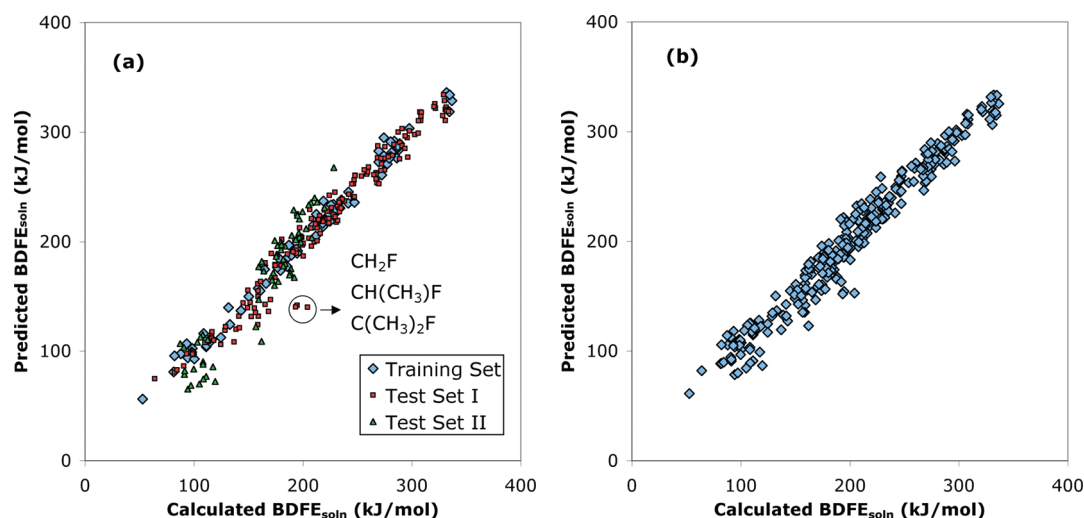 (a)
Predicted BDFEsoln (kJ/mol)
400
300
200
100
0
CH2F
CH(CH3)F
C(CH3)2F
Training Set
Test Set I
Test Set II
0 100 200 300 400
Calculated BDFEsoln (kJ/mol)
(b)
Predicted BDFEsoln (kJ/mol)
400
300
200
100
0
0 100 200 300 400
Calculated BDFEsoln (kJ/mol)